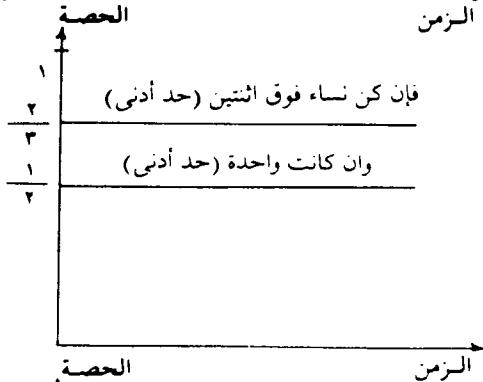 الحصة الزمن
١
فإن كن نساء فوق اثنتين (حد أدنى)
٢
٣
وان كانت واحدة (حد أدنى)
١
٢
الحصة الزمن